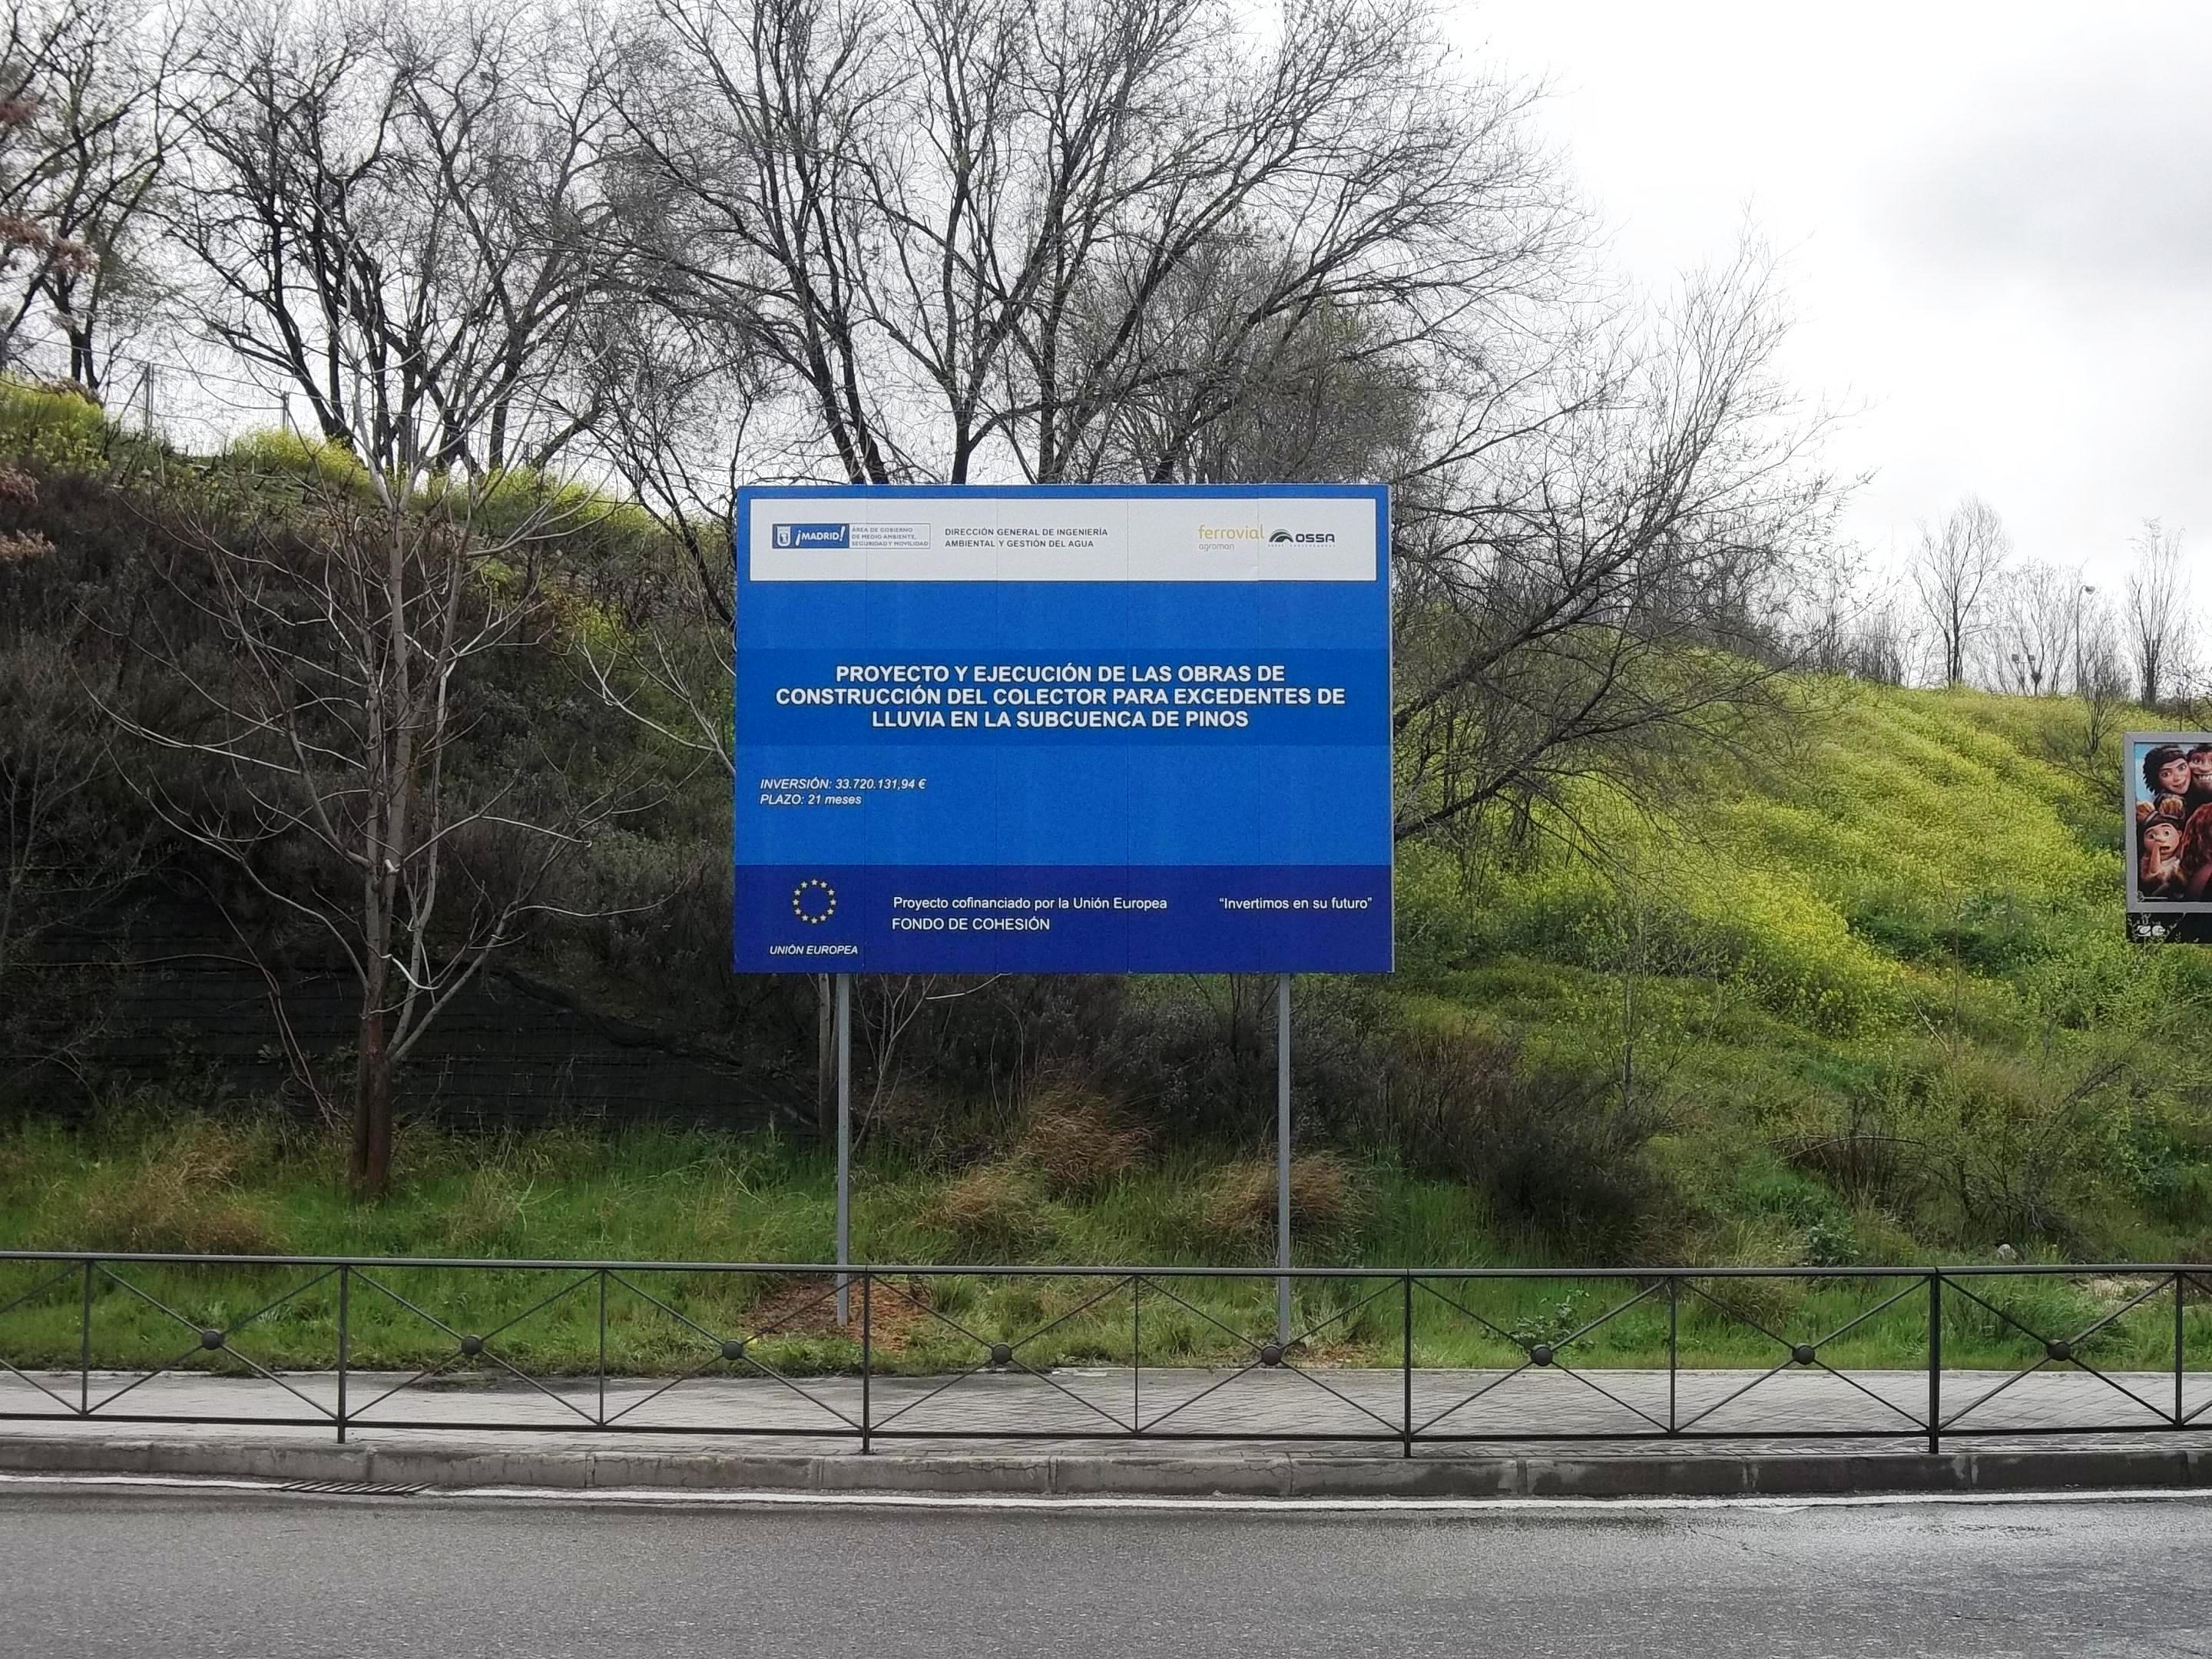 ¡MADRID!
ÁREA DE GOBIERNO
DE MEDIO AMBIENTE,
SEGURIDAD Y MOVILIDAD
DIRECCIÓN GENERAL DE INGENIERÍA
AMBIENTAL Y GESTIÓN DEL AGUA
ferrovial
agroman
OSSA
PROYECTO Y EJECUCIÓN DE LAS OBRAS DE
CONSTRUCCIÓN DEL COLECTOR PARA EXCEDENTES DE
LLUVIA EN LA SUBCUENCA DE PINOS
INVERSIÓN: 33.720.131,94 €
PLAZO: 21 meses
UNIÓN EUROPEA
Proyecto cofinanciado por la Unión Europea
FONDO DE COHESIÓN
“Invertimos en su futuro”